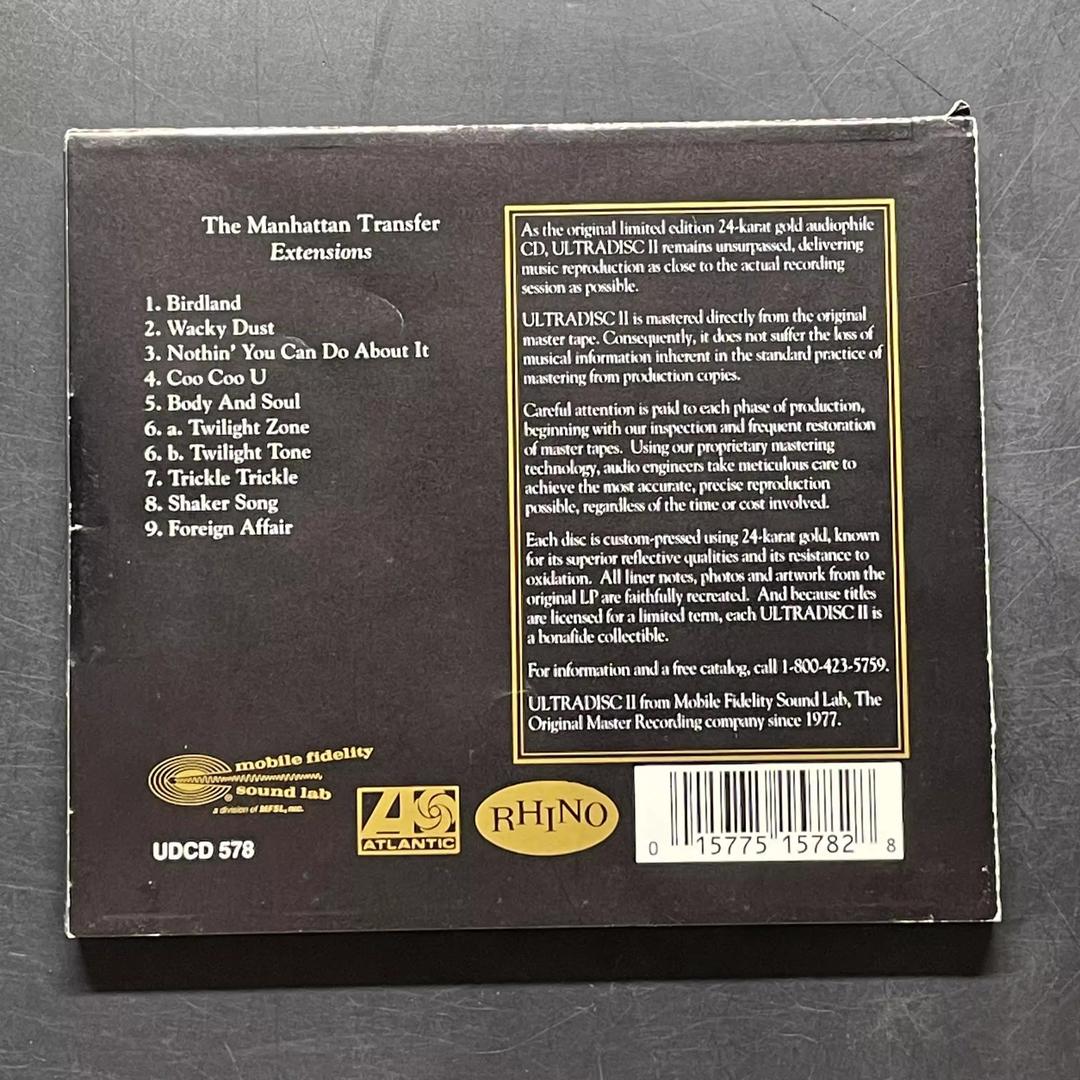 The Manhattan Transfer
Extensions
1. Birdland
2. Wacky Dust
3. Nothin' You Can Do About It
4. Coo Coo U
5. Body And Soul
6. a. Twilight Zone
6. b. Twilight Tone
7. Trickle Trickle
8. Shaker Song
9. Foreign Affair
As the original limited edition 24-karat gold audiophile
CD, ULTRADISC II remains unsurpassed, delivering
music reproduction as close to the actual recording
session as possible.
ULTRADISC II is mastered directly from the original
master tape. Consequently, it does not suffer the loss of
musical information inherent in the standard practice of
mastering from production copies.
Careful attention is paid to each phase of production,
beginning with our inspection and frequent restoration
of master tapes. Using our proprietary mastering
technology, audio engineers take meticulous care to
achieve the most accurate, precise reproduction
possible, regardless of the time or cost involved.
Each disc is custom-pressed using 24-karat gold, known
for its superior reflective qualities and its resistance to
oxidation. All liner notes, photos and artwork from the
original LP are faithfully recreated. And because titles
are licensed for a limited term, each ULTRADISC II is
a bonafide collectible.
For information and a free catalog, call 1-800-423-5759.
ULTRADISC II from Mobile Fidelity Sound Lab, The
Original Master Recording company since 1977.
mobile fidelity
sound lab
®
a division of MFSL, INC.
UDCD 578
ATLANTIC
RHINO
0 15775 15782 8